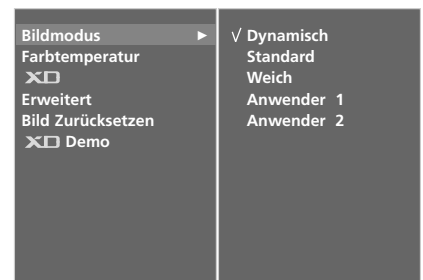 Bildmodus ►
Farbtemperatur
XD
Erweitert
Bild Zurücksetzen
XD Demo
√ Dynamisch
Standard
Weich
Anwender 1
Anwender 2